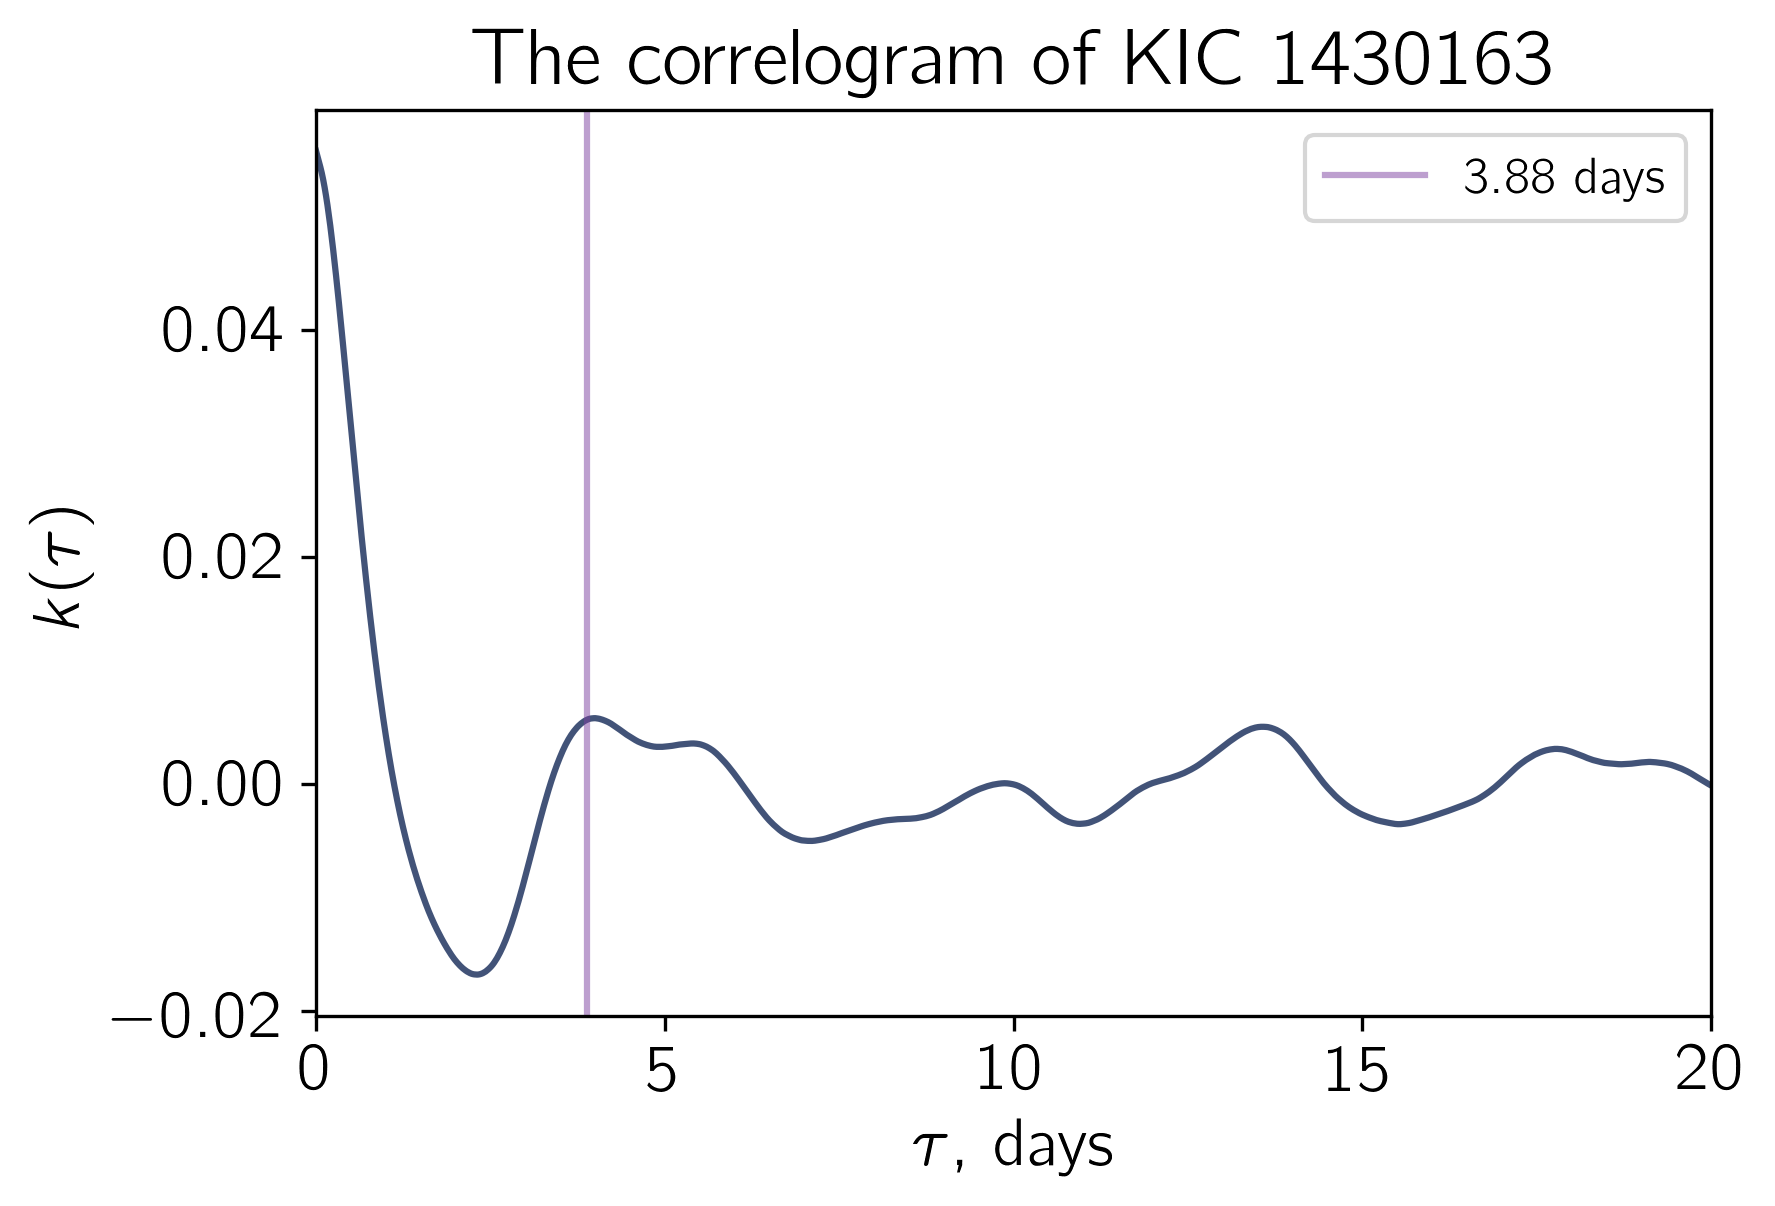 The correlogram of KIC 1430163
3.88 days
0.04
0.02
0.00
−0.02
k(τ)
0 5 10 15 20
τ, days